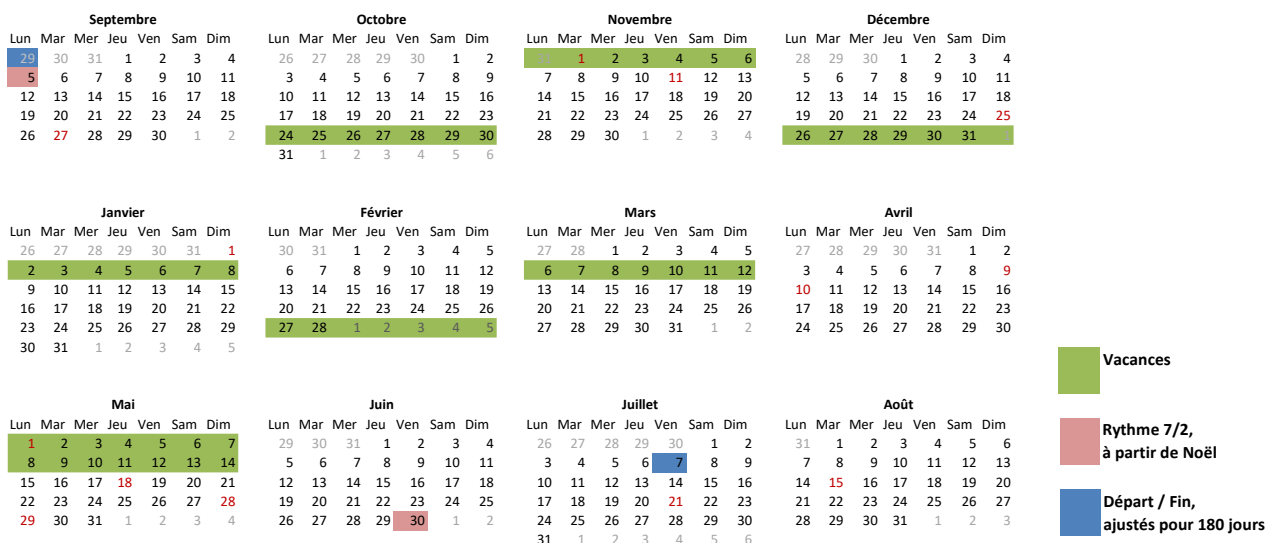 Septembre
Octobre
Novembre
Décembre
Lun Mar Mer Jeu Ven Sam Dim
Lun Mar Mer Jeu Ven Sam Dim
Lun Mar Mer Jeu Ven Sam Dim
Lun Mar Mer Jeu Ven Sam Dim
29 30 31 1 2 3 4
26 27 28 29 30 1 2
31 1 2 3 4 5 6
28 29 30 1 2 3 4
5 6 7 8 9 10 11
3 4 5 6 7 8 9
7 8 9 10 11 12 13
5 6 7 8 9 10 11
12 13 14 15 16 17 18
10 11 12 13 14 15 16
14 15 16 17 18 19 20
12 13 14 15 16 17 18
19 20 21 22 23 24 25
17 18 19 20 21 22 23
21 22 23 24 25 26 27
19 20 21 22 23 24 25
26 27 28 29 30 1 2
24 25 26 27 28 29 30
28 29 30 1 2 3 4
26 27 28 29 30 31
31 1 2 3 4 5 6
Janvier
Février
Mars
Avril
Lun Mar Mer Jeu Ven Sam Dim
Lun Mar Mer Jeu Ven Sam Dim
Lun Mar Mer Jeu Ven Sam Dim
Lun Mar Mer Jeu Ven Sam Dim
26 27 28 29 30 31 1
30 31 1 2 3 4 5
27 28 1 2 3 4 5
27 28 29 30 31 1 2
2 3 4 5 6 7 8
6 7 8 9 10 11 12
6 7 8 9 10 11 12
3 4 5 6 7 8 9
9 10 11 12 13 14 15
13 14 15 16 17 18 19
13 14 15 16 17 18 19
10 11 12 13 14 15 16
16 17 18 19 20 21 22
20 21 22 23 24 25 26
20 21 22 23 24 25 26
17 18 19 20 21 22 23
23 24 25 26 27 28 29
27 28 1 2 3 4 5
27 28 29 30 31 1 2
24 25 26 27 28 29 30
30 31 1 2 3 4 5
Vacances
Mai
Juin
Juillet
Août
Lun Mar Mer Jeu Ven Sam Dim
Lun Mar Mer Jeu Ven Sam Dim
Lun Mar Mer Jeu Ven Sam Dim
Lun Mar Mer Jeu Ven Sam Dim
1 2 3 4 5 6 7
29 30 31 1 2 3 4
26 27 28 29 30 1 2
31 1 2 3 4 5 6
8 9 10 11 12 13 14
5 6 7 8 9 10 11
3 4 5 6 7 8 9
7 8 9 10 11 12 13
15 16 17 18 19 20 21
12 13 14 15 16 17 18
10 11 12 13 14 15 16
14 15 16 17 18 19 20
22 23 24 25 26 27 28
19 20 21 22 23 24 25
17 18 19 20 21 22 23
21 22 23 24 25 26 27
29 30 31 1 2 3 4
26 27 28 29 30 1 2
24 25 26 27 28 29 30
28 29 30 31 1 2 3
31 1 2 3 4 5 6
Rythme 7/2,
à partir de Noël
Départ / Fin,
ajustés pour 180 jours